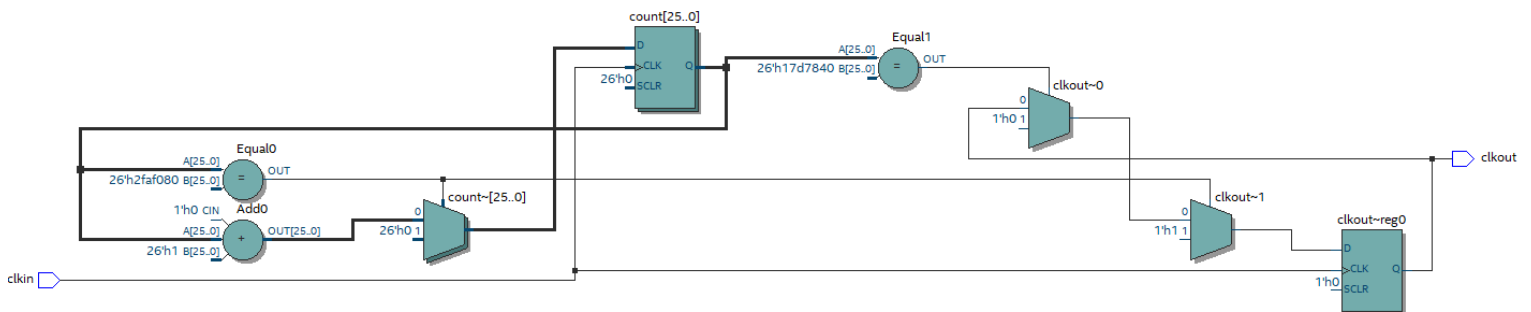 count[25..0]
D
CLK
Q
26'h0
SCLR
Equal1
A[25..0]
26'h17d7840 B[25..0]
=
OUT
clkout~0
0
1'h0 1
clkout
Equal0
A[25..0]
26'h2faf080 B[25..0]
=
OUT
1'h0 CIN
Add0
A[25..0]
26'h1 B[25..0]
+
OUT[25..0]
count~[25..0]
0
26'h0 1
clkout~1
0
1'h1 1
clkout~reg0
D
CLK
Q
1'h0
SCLR
clkin